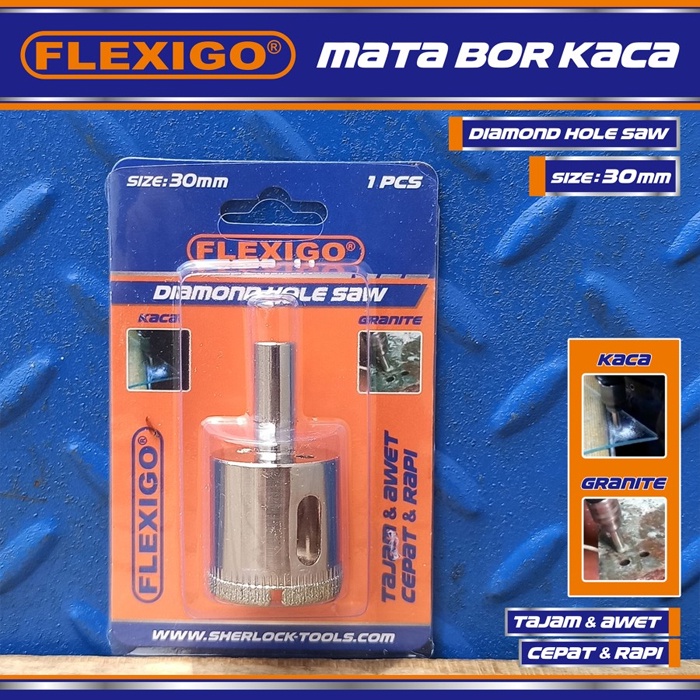 FLEXIGO®
MATA BOR KACA
DIAMOND HOLE SAW
SIZE: 30mm
SIZE: 30mm
1 PCS
FLEXIGO®
DIAMOND HOLE SAW
KACA
GRANITE
FLEXIGO®
TAJAM & AWET
CEPAT & RAPI
WWW.SHERLOCK-TOOLS.COM
KACA
GRANITE
TAJAM & AWET
CEPAT & RAPI